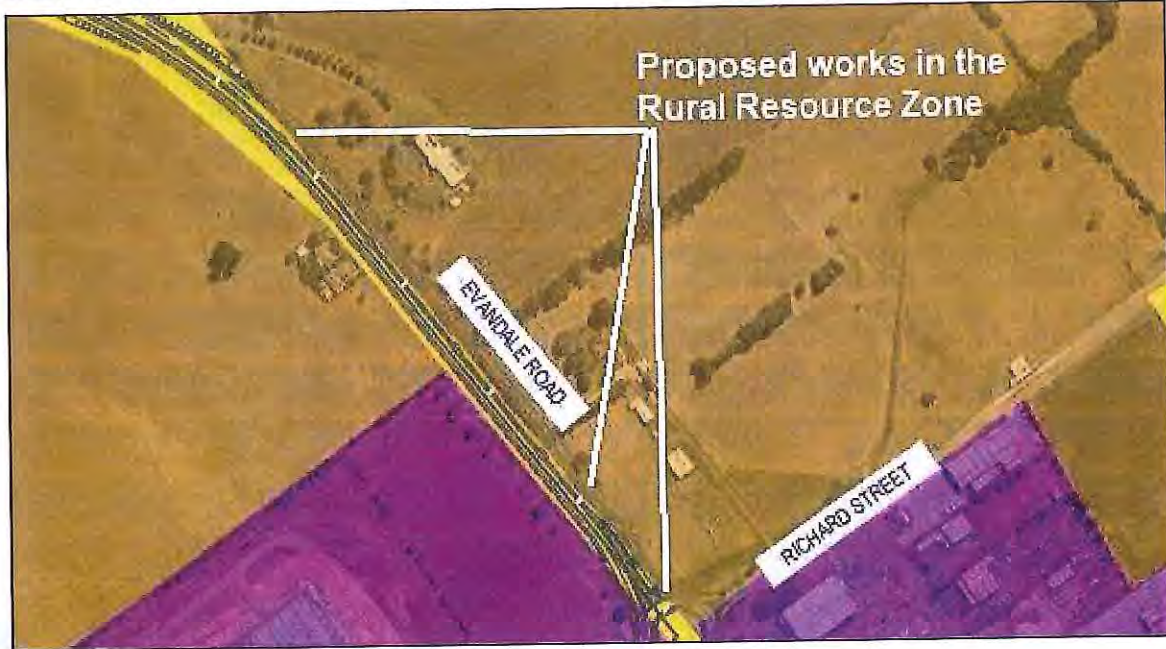 Proposed works in the
Rural Resource Zone
EVANDALE ROAD
RICHARD STREET